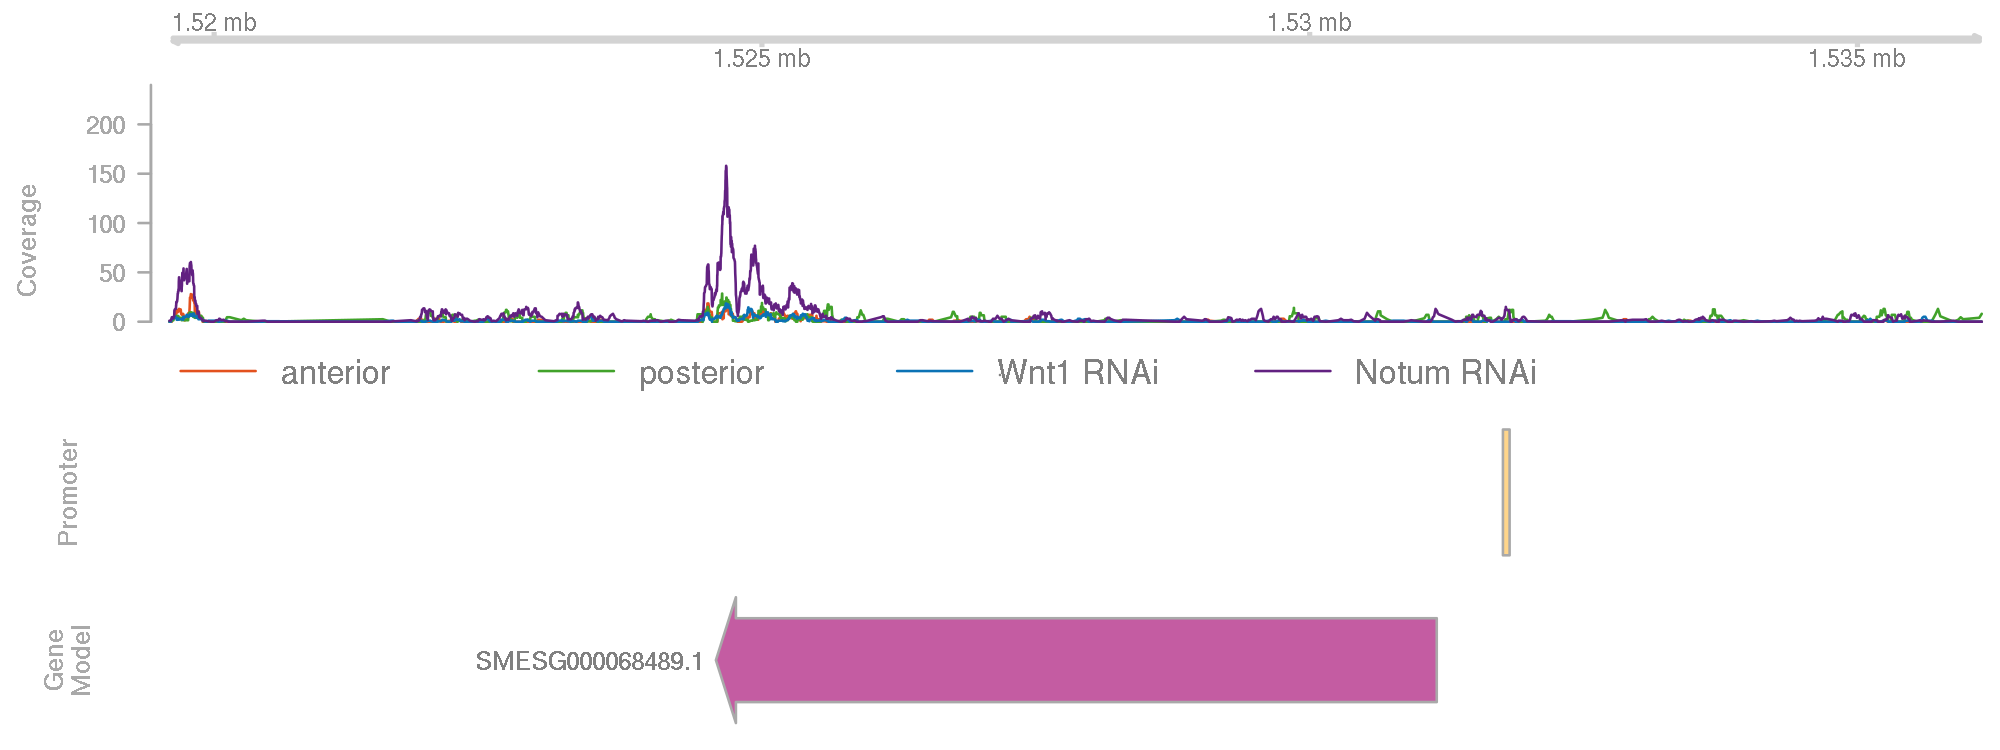 1.52 mb
1.53 mb
1.525 mb
1.535 mb
Coverage
200
150
100
50
0
anterior
posterior
Wnt1 RNAi
Notum RNAi
Promoter
Gene
Model
SMESG000068489.1